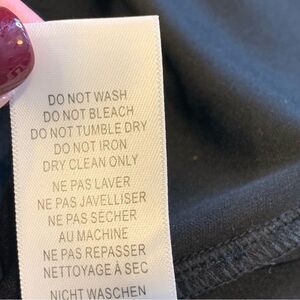 DO NOT WASH
DO NOT BLEACH
DO NOT TUMBLE DRY
DO NOT IRON
DRY CLEAN ONLY
NE PAS LAVER
NE PAS JAVELLISER
NE PAS SÉCHER
AU MACHINE
NE PAS REPASSER
NETTOYAGE À SEC
NICHT WASCHEN